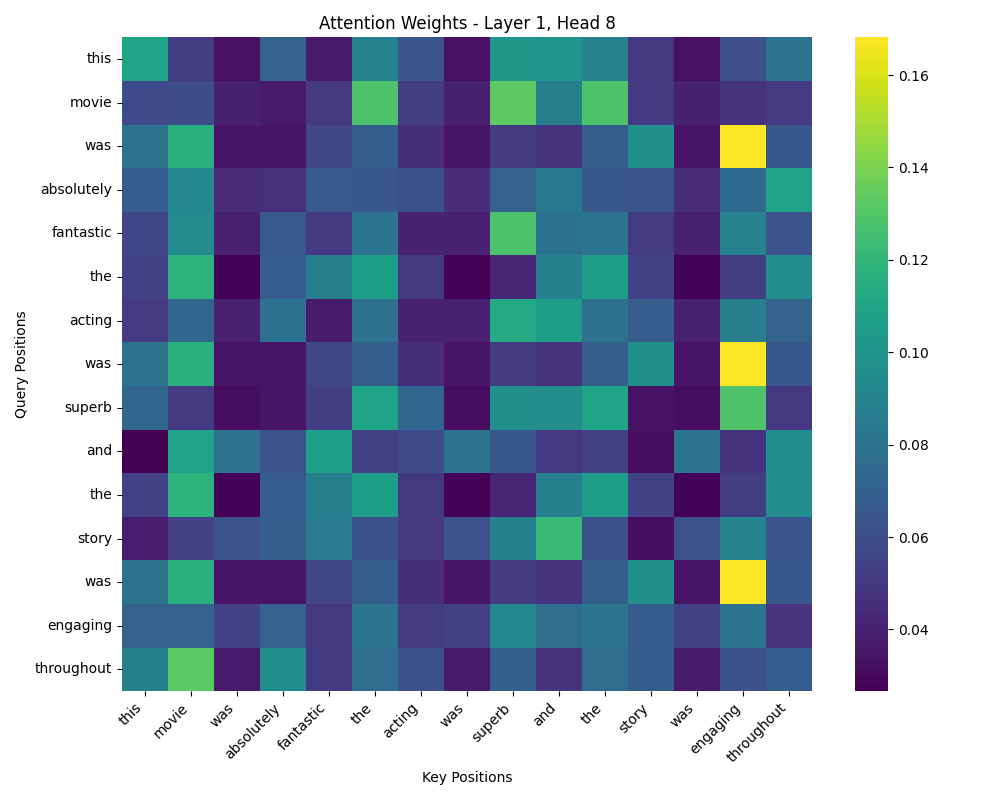 Attention Weights - Layer 1, Head 8
Query Positions
this
movie
was
absolutely
fantastic
the
acting
was
superb
and
the
story
was
engaging
throughout
this
movie
was
absolutely
fantastic
the
acting
was
superb
and
the
story
was
engaging
throughout
Key Positions
0.16
0.14
0.12
0.10
0.08
0.06
0.04